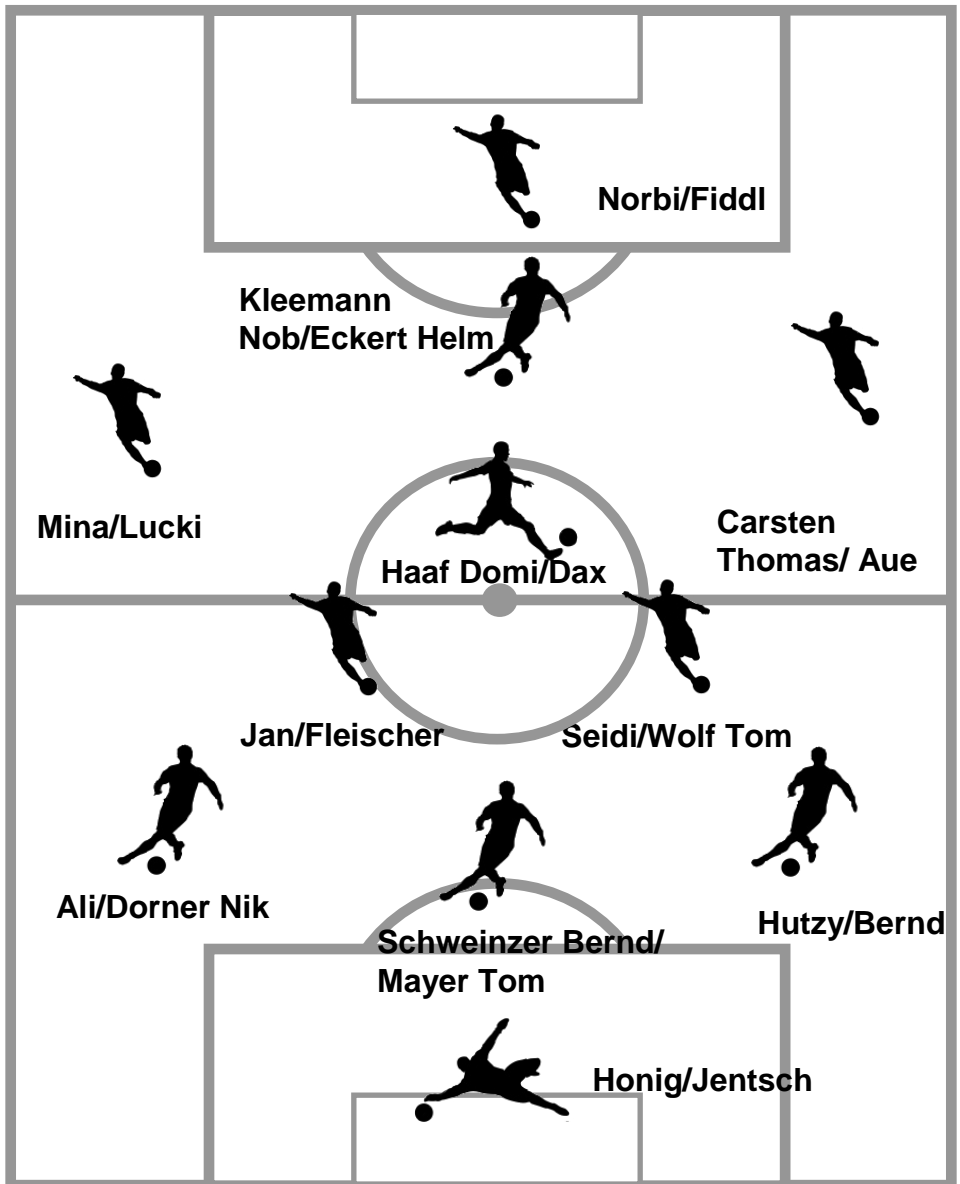 Norbi/Fiddl
Kleemann
Nob/Eckert Helm
Mina/Lucki
Carsten
Thomas/ Aue
Haaf Domi/Dax
Jan/Fleischer
Seidi/Wolf Tom
Ali/Dorner Nik
Hutzy/Bernd
Schweinzer Bernd/
Mayer Tom
Honig/Jentsch